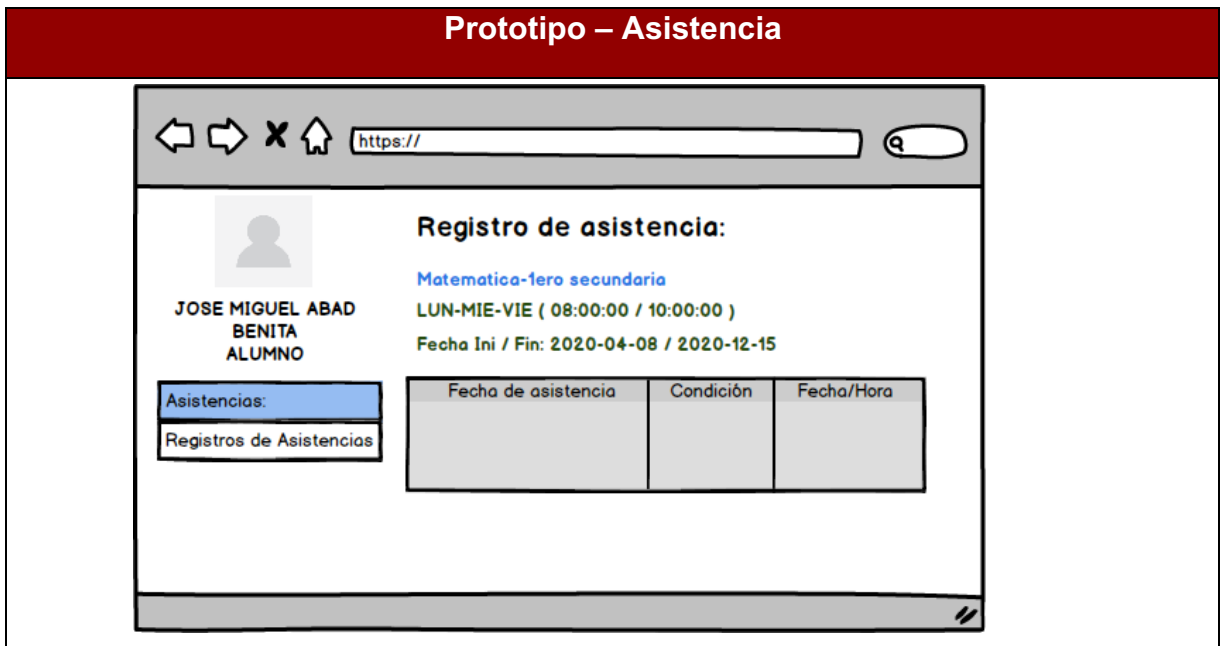 Prototipo – Asistencia
https://
JOSE MIGUEL ABAD
BENITA
ALUMNO
Asistencias:
Registros de Asistencias
Registro de asistencia:
Matematica-1ero secundaria
LUN-MIE-VIE ( 08:00:00 / 10:00:00 )
Fecha Ini / Fin: 2020-04-08 / 2020-12-15
Fecha de asistencia Condición Fecha/Hora